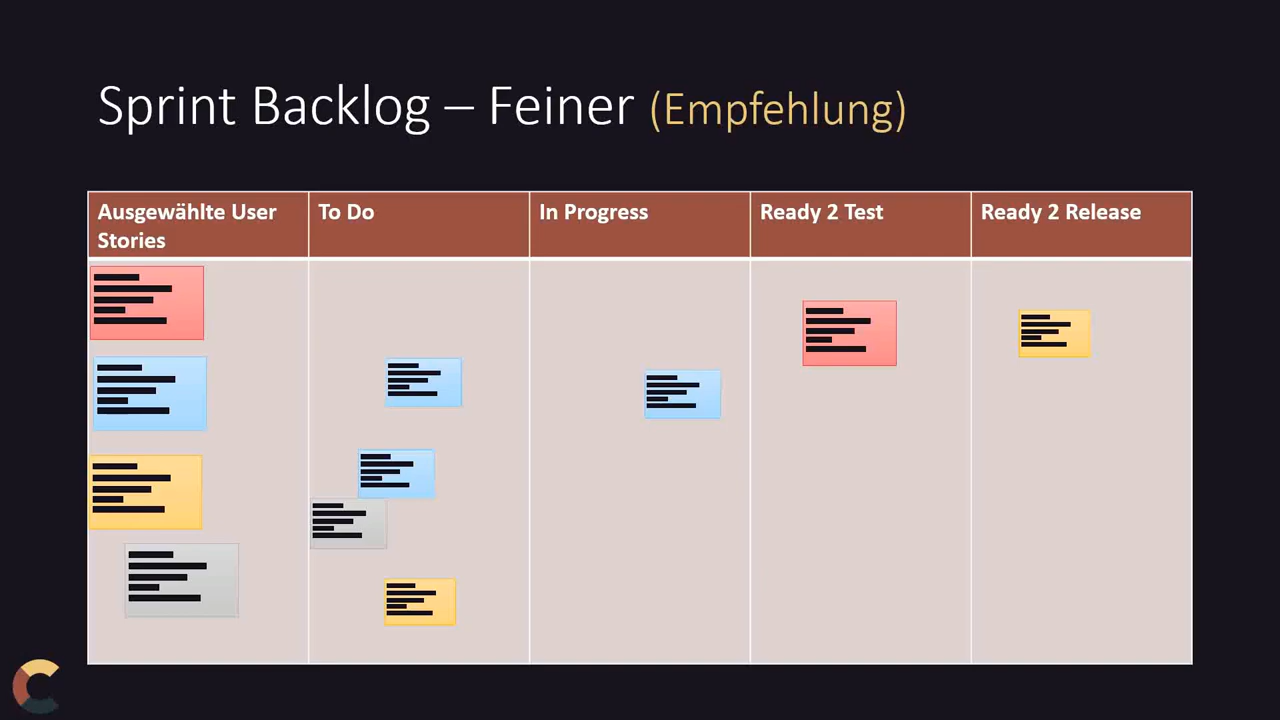 Sprint Backlog – Feiner (Empfehlung)
Ausgewählte User
Stories
To Do
In Progress
Ready 2 Test
Ready 2 Release